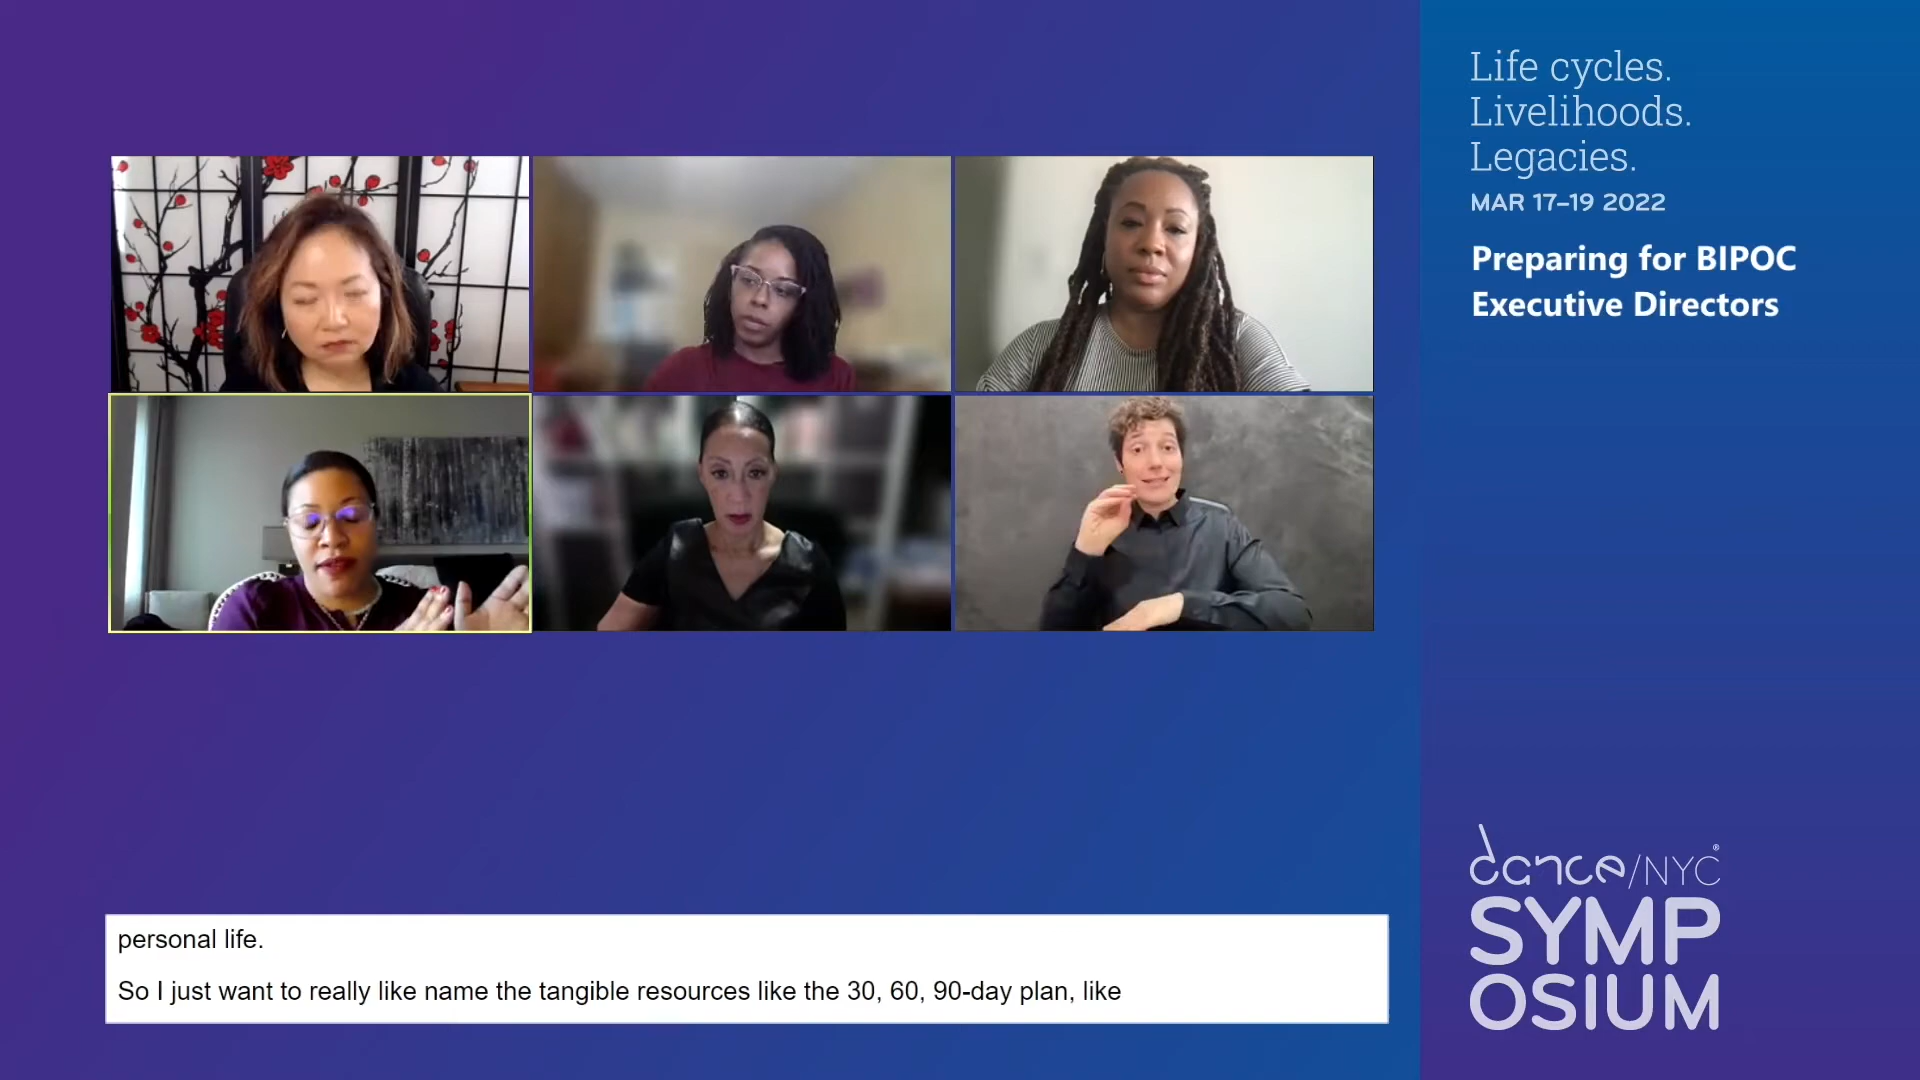 Life cycles.
Livelihoods.
Legacies.
MAR 17–19 2022
Preparing for BIPOC
Executive Directors
personal life.
So I just want to really like name the tangible resources like the 30, 60, 90-day plan, like
dance/NYC®
SYMP
OSIUM